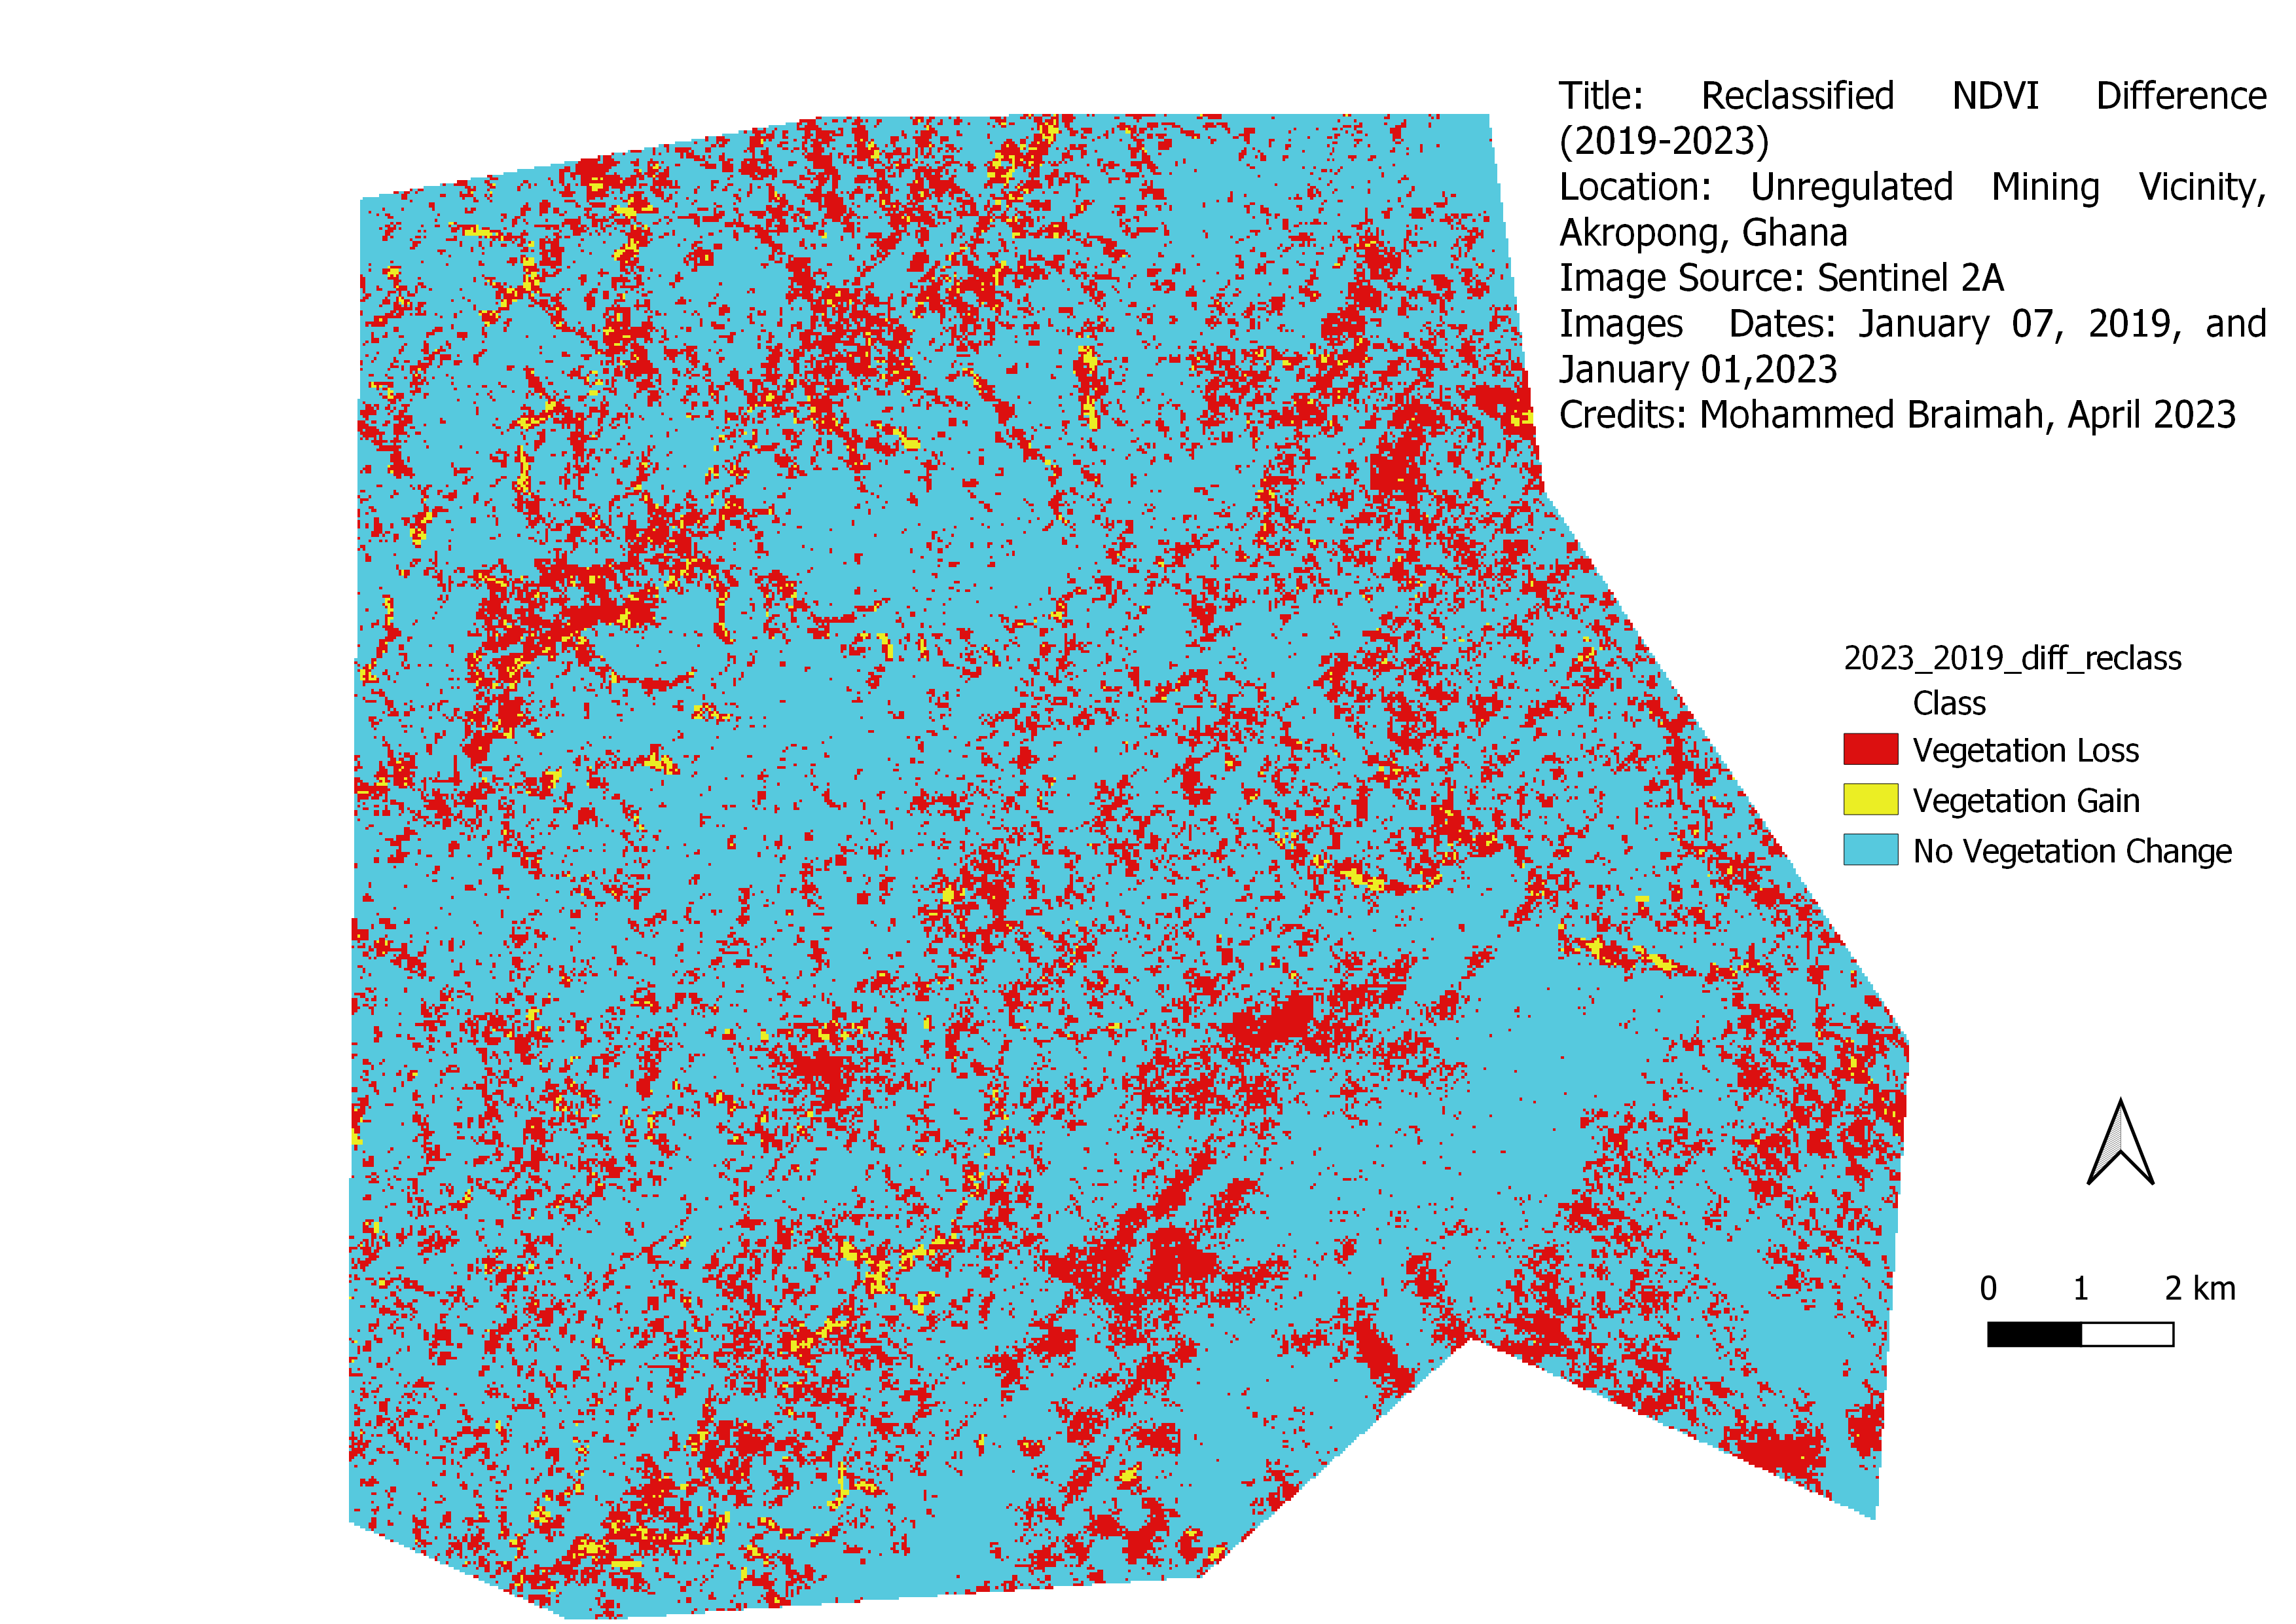 Title: Reclassified NDVI Difference
(2019-2023)
Location: Unregulated Mining Vicinity,
Akropong, Ghana
Image Source: Sentinel 2A
Images Dates: January 07, 2019, and
January 01,2023
Credits: Mohammed Braimah, April 2023
2023_2019_diff_reclass
Class
Vegetation Loss
Vegetation Gain
No Vegetation Change
0 1 2 km